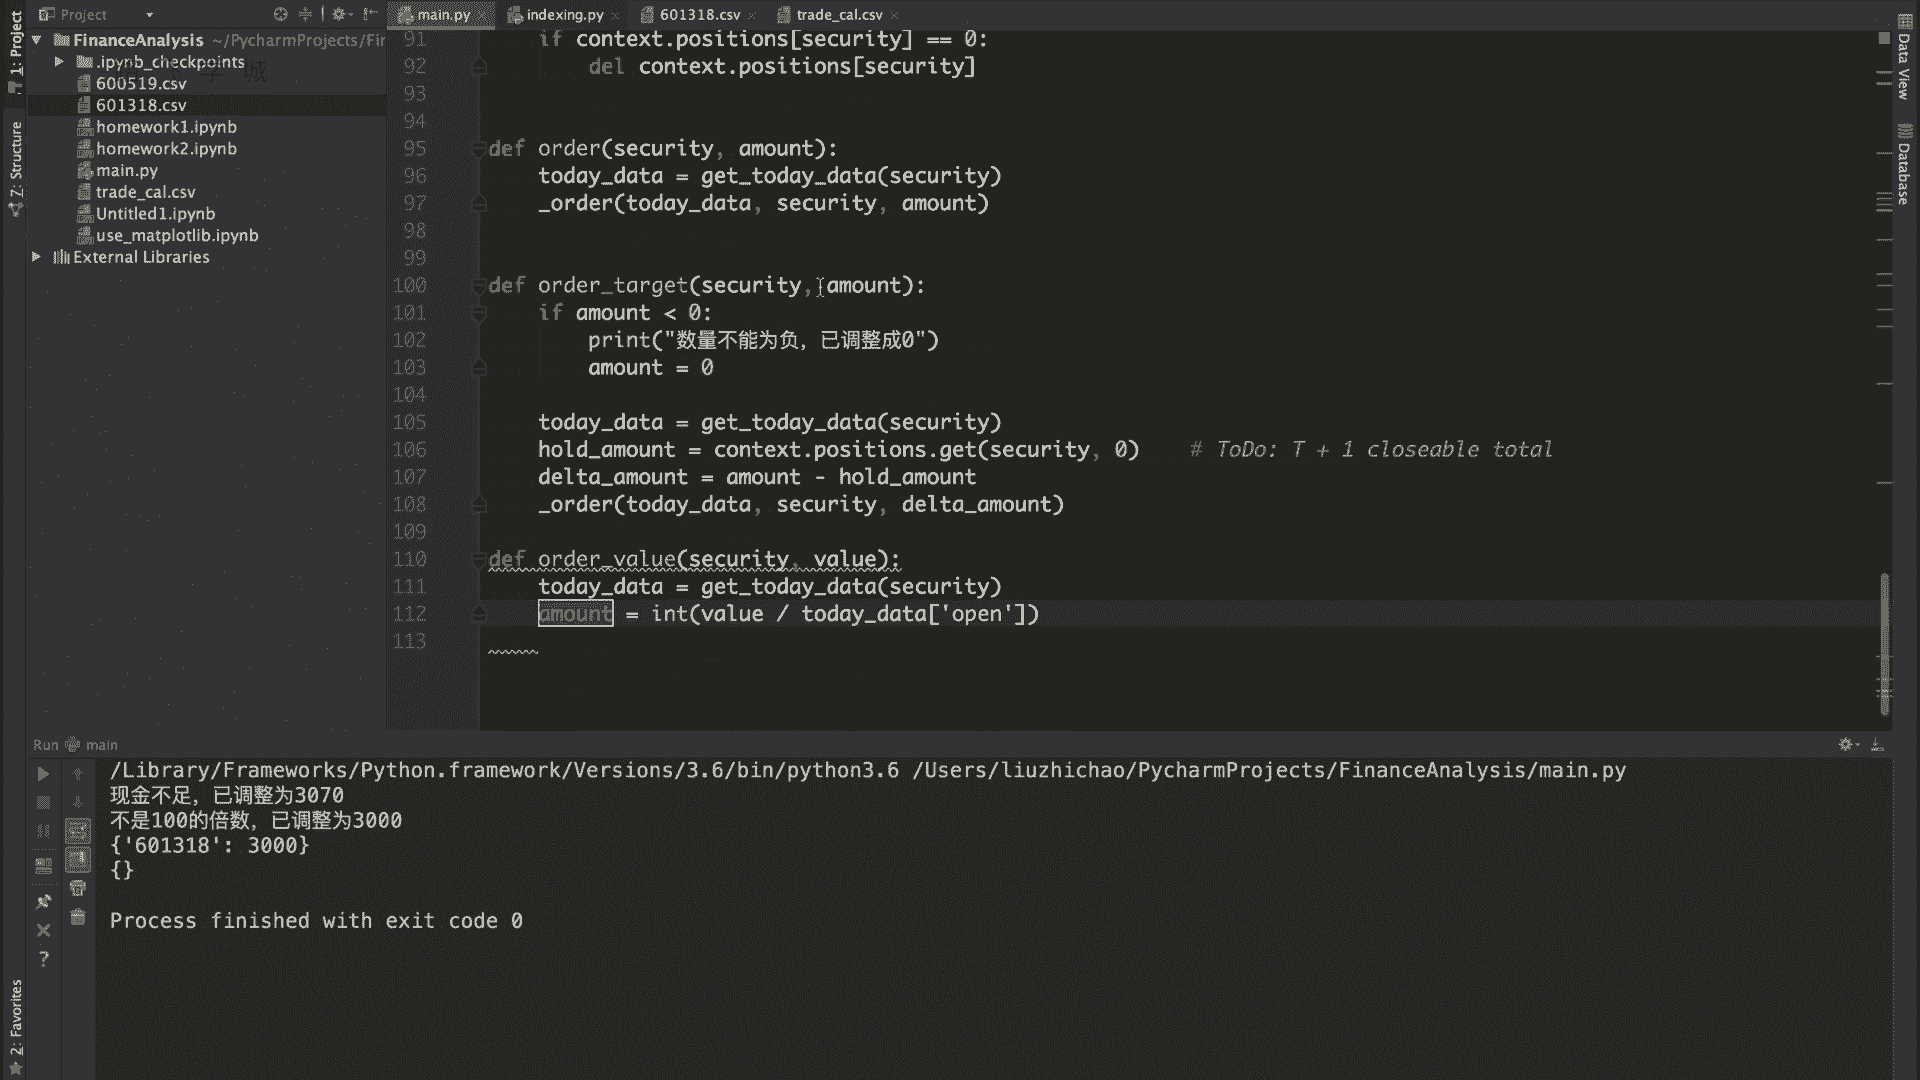 Project
main.py
indexing.py
601318.csv
trade_cal.csv
1: Project
FinanceAnalysis ~/PycharmProjects/Fir
.ipynb_checkpoints
600519.csv
601318.csv
homework1.ipynb
homework2.ipynb
main.py
trade_cal.csv
Untitled1.ipynb
use_matplotlib.ipynb
External Libraries
Z: Structure
2: Favorites
Data View
Database
91 if context.positions[security] == 0:
92 del context.positions[security]
93
94
95 def order(security, amount):
96 today_data = get_today_data(security)
97 _order(today_data, security, amount)
98
99
100 def order_target(security, amount):
101 if amount < 0:
102 print("数量不能为负，已调整成0")
103 amount = 0
104
105 today_data = get_today_data(security)
106 hold_amount = context.positions.get(security, 0) # ToDo: T + 1 closeable total
107 delta_amount = amount - hold_amount
108 _order(today_data, security, delta_amount)
109
110 def order_value(security, value):
111 today_data = get_today_data(security)
112 amount = int(value / today_data['open'])
113
Run main
/Library/Frameworks/Python.framework/Versions/3.6/bin/python3.6 /Users/liuzhichao/PycharmProjects/FinanceAnalysis/main.py
现金不足，已调整为3070
不是100的倍数，已调整为3000
{'601318': 3000}
{}
Process finished with exit code 0